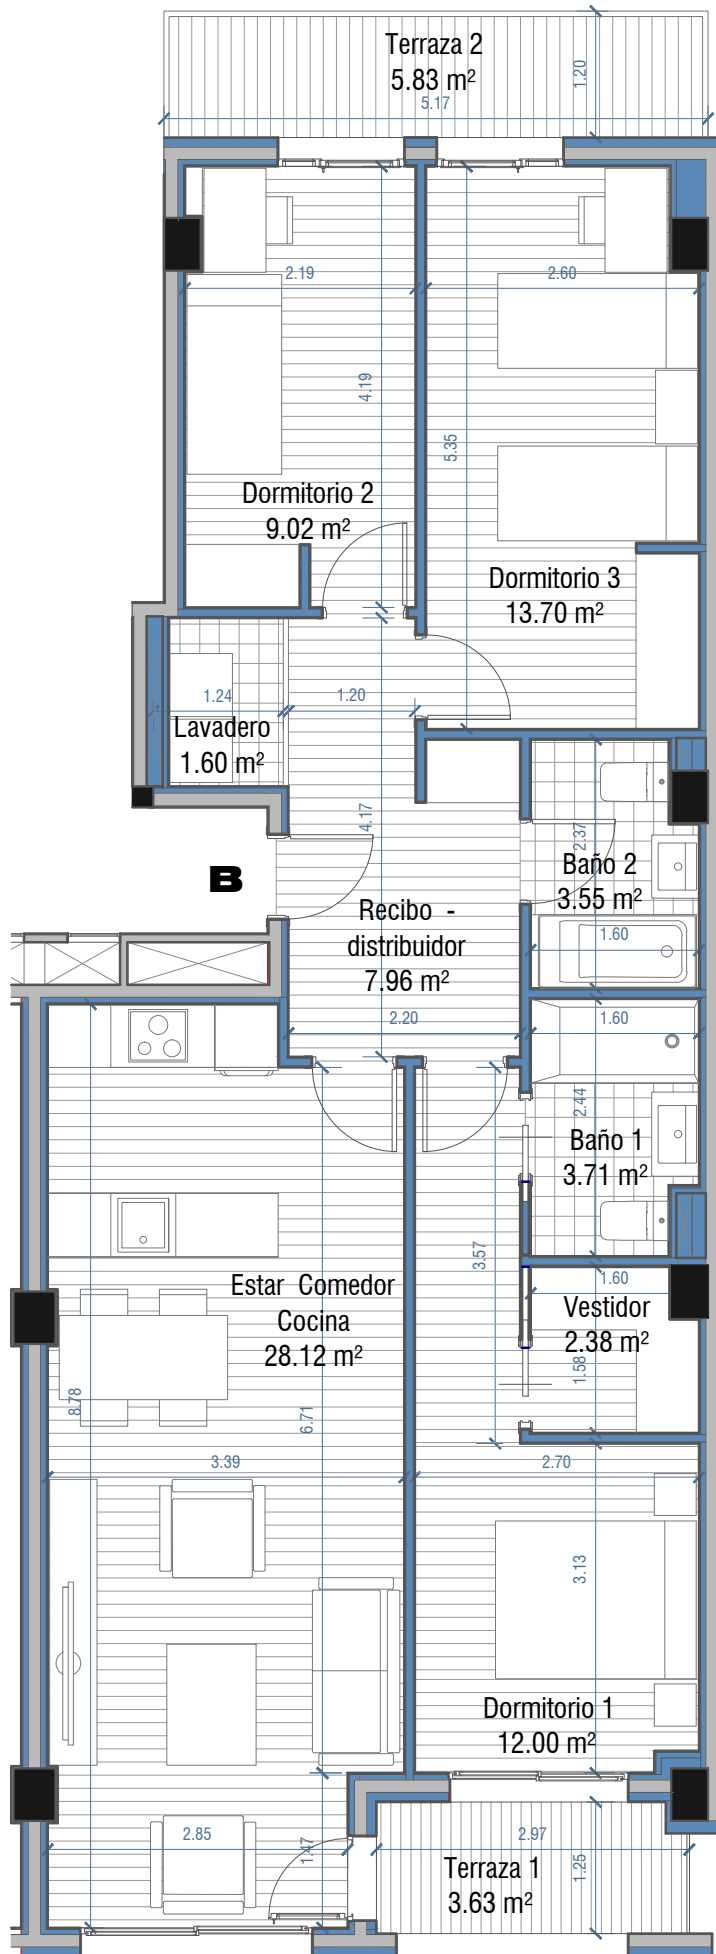 Terraza 2
5.83 m²
1.20
5.17
2.19
2.60
4.19
5.35
Dormitorio 2
9.02 m²
Dormitorio 3
13.70 m²
1.24
1.20
Lavadero
1.60 m²
4.17
2.37
B
Baño 2
3.55 m²
Recibo -
distribuidor
7.96 m²
1.60
2.20
1.60
2.44
Baño 1
3.71 m²
3.57
Estar Comedor
Cocina
28.12 m²
1.60
Vestidor
2.38 m²
1.58
8.78
6.71
3.39
2.70
3.13
Dormitorio 1
12.00 m²
2.85
1.47
2.97
1.25
Terraza 1
3.63 m²